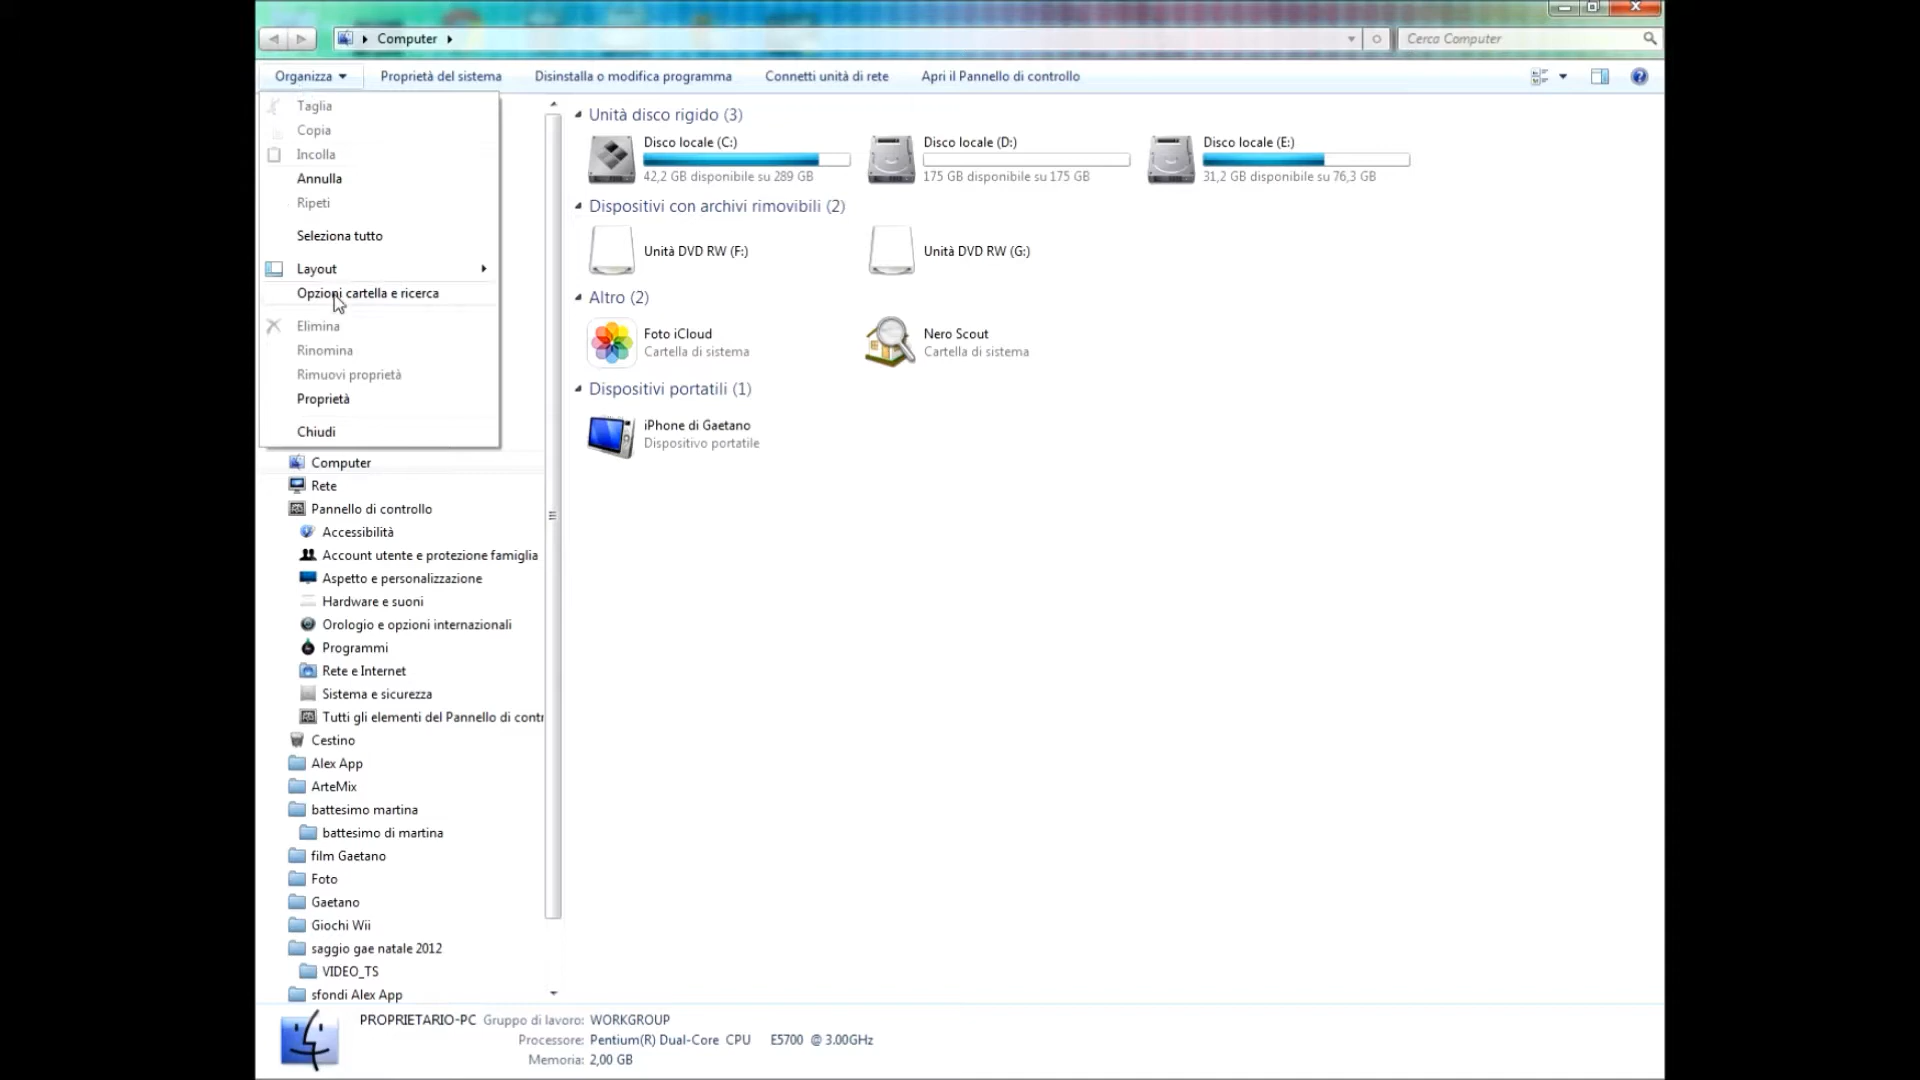 Computer
Cerca Computer
Organizza
Proprietà del sistema
Disinstalla o modifica programma
Connetti unità di rete
Apri il Pannello di controllo
Taglia
Copia
Incolla
Annulla
Ripeti
Seleziona tutto
Layout
Opzioni cartella e ricerca
Elimina
Rinomina
Rimuovi proprietà
Proprietà
Chiudi
Computer
Rete
Pannello di controllo
Accessibilità
Account utente e protezione famiglia
Aspetto e personalizzazione
Hardware e suoni
Orologio e opzioni internazionali
Programmi
Rete e Internet
Sistema e sicurezza
Tutti gli elementi del Pannello di contr
Cestino
Alex App
ArteMix
battesimo martina
battesimo di martina
film Gaetano
Foto
Gaetano
Giochi Wii
saggio gae natale 2012
VIDEO_TS
sfondi Alex App
Unità disco rigido (3)
Disco locale (C:)
42,2 GB disponibile su 289 GB
Disco locale (D:)
175 GB disponibile su 175 GB
Disco locale (E:)
31,2 GB disponibile su 76,3 GB
Dispositivi con archivi rimovibili (2)
Unità DVD RW (F:)
Unità DVD RW (G:)
Altro (2)
Foto iCloud
Cartella di sistema
Nero Scout
Cartella di sistema
Dispositivi portatili (1)
iPhone di Gaetano
Dispositivo portatile
PROPRIETARIO-PC Gruppo di lavoro: WORKGROUP
Processore: Pentium(R) Dual-Core CPU E5700 @ 3.00GHz
Memoria: 2,00 GB